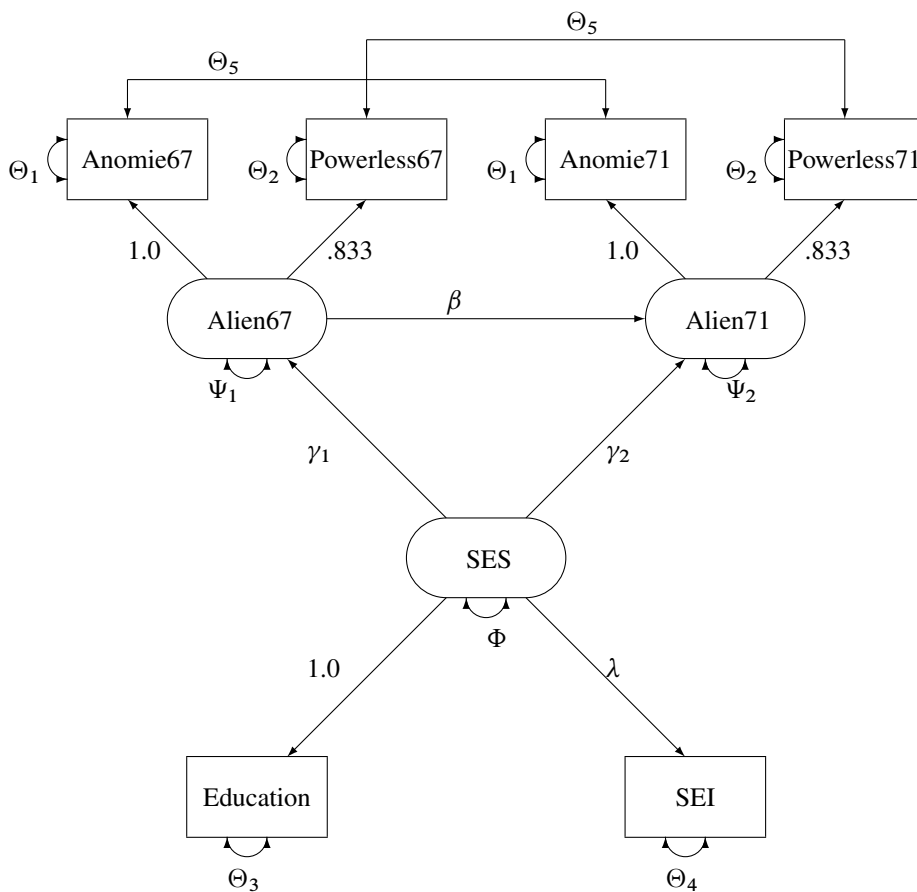 Θ5
Θ5
Θ1
Anomie67
Θ2
Powerless67
Θ1
Anomie71
Θ2
Powerless71
1.0
.833
1.0
.833
Alien67
β
Alien71
Ψ1
Ψ2
γ1
γ2
SES
Φ
1.0
λ
Education
SEI
Θ3
Θ4